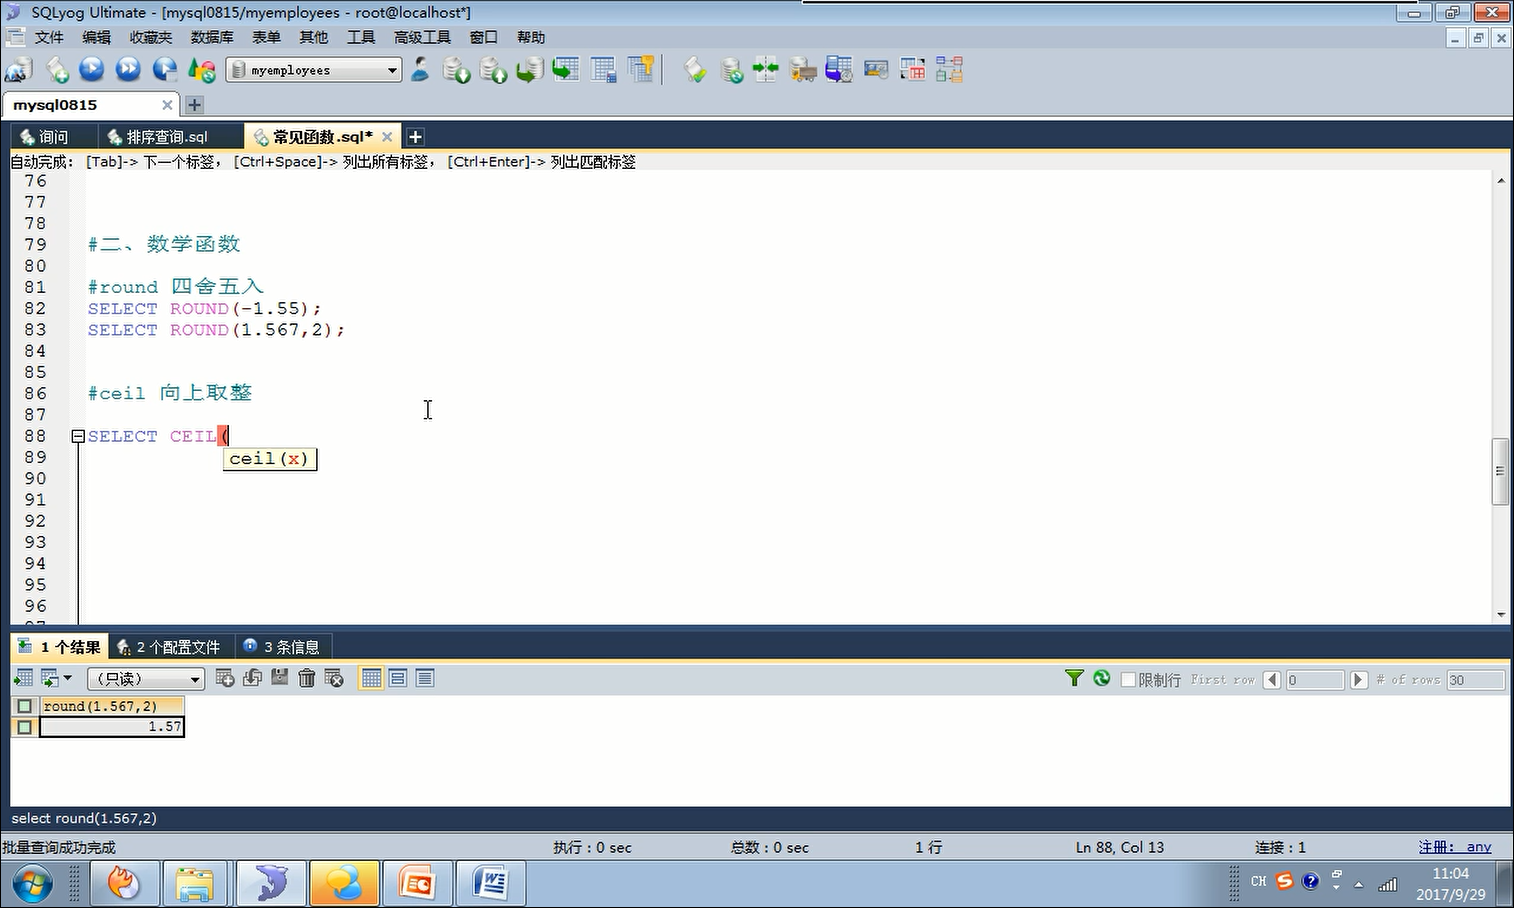 SQLyog Ultimate - [mysql0815/myemployees - root@localhost*]
文件 编辑 收藏夹 数据库 表单 其他 工具 高级工具 窗口 帮助
myemployees
mysql0815
询问 排序查询.sql 常见函数.sql*
自动完成: [Tab]-> 下一个标签, [Ctrl+Space]-> 列出所有标签, [Ctrl+Enter]-> 列出匹配标签
76
77
78
79 #二、数学函数
80
81 #round 四舍五入
82 SELECT ROUND(-1.55);
83 SELECT ROUND(1.567,2);
84
85
86 #ceil 向上取整
87
88 SELECT CEIL(
89 ceil(x)
90
91
92
93
94
95
96
1 个结果 2 个配置文件 3 条信息
(只读) 限制行 First row 0 # of rows 30
round(1.567,2)
1.57
select round(1.567,2)
批量查询成功完成 执行 : 0 sec 总数 : 0 sec 1 行 Ln 88, Col 13 连接 : 1 注册: any
CH 11:04
2017/9/29